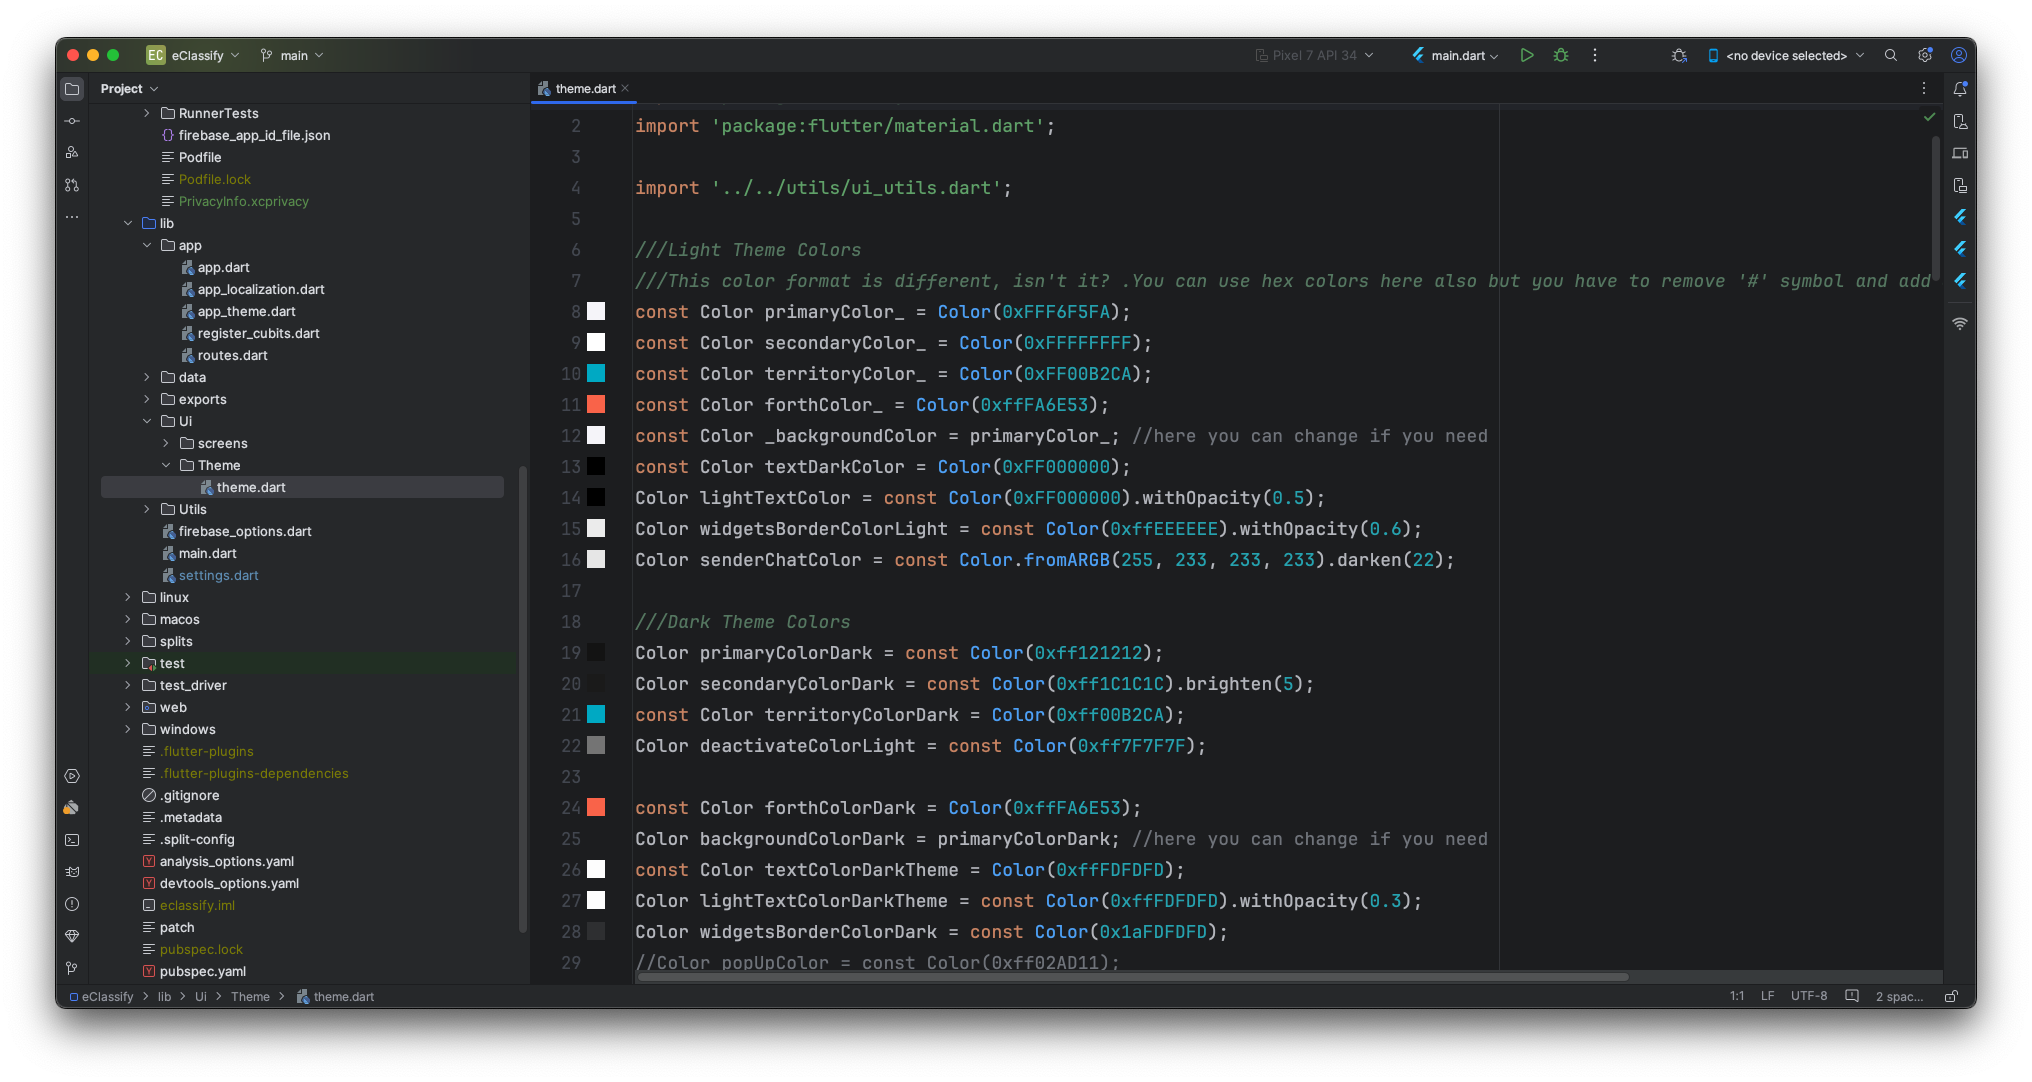 EC eClassify main Pixel 7 API 34 main.dart <no device selected>
Project
theme.dart
RunnerTests
{} firebase_app_id_file.json
Podfile
Podfile.lock
PrivacyInfo.xcprivacy
lib
app
app.dart
app_localization.dart
app_theme.dart
register_cubits.dart
routes.dart
data
exports
Ui
screens
Theme
theme.dart
Utils
firebase_options.dart
main.dart
settings.dart
linux
macos
splits
test
test_driver
web
windows
.flutter-plugins
.flutter-plugins-dependencies
.gitignore
.metadata
.split-config
Y analysis_options.yaml
Y devtools_options.yaml
eclassify.iml
patch
pubspec.lock
Y pubspec.yaml
2 import 'package:flutter/material.dart';
3
4 import '../../utils/ui_utils.dart';
5
6 ///Light Theme Colors
7 ///This color format is different, isn't it? .You can use hex colors here also but you have to remove '#' symbol and add
8 const Color primaryColor_ = Color(0xFFF6F5FA);
9 const Color secondaryColor_ = Color(0xFFFFFFFF);
10 const Color territoryColor_ = Color(0xFF00B2CA);
11 const Color forthColor_ = Color(0xffFA6E53);
12 const Color _backgroundColor = primaryColor_; //here you can change if you need
13 const Color textDarkColor = Color(0xFF000000);
14 Color lightTextColor = const Color(0xFF000000).withOpacity(0.5);
15 Color widgetsBorderColorLight = const Color(0xffEEEEEE).withOpacity(0.6);
16 Color senderChatColor = const Color.fromARGB(255, 233, 233, 233).darken(22);
17
18 ///Dark Theme Colors
19 Color primaryColorDark = const Color(0xff121212);
20 Color secondaryColorDark = const Color(0xff1C1C1C).brighten(5);
21 const Color territoryColorDark = Color(0xff00B2CA);
22 Color deactivateColorLight = const Color(0xff7F7F7F);
23
24 const Color forthColorDark = Color(0xffFA6E53);
25 Color backgroundColorDark = primaryColorDark; //here you can change if you need
26 const Color textColorDarkTheme = Color(0xffFDFDFD);
27 Color lightTextColorDarkTheme = const Color(0xffFDFDFD).withOpacity(0.3);
28 Color widgetsBorderColorDark = const Color(0x1aFDFDFD);
29 //Color popUpColor = const Color(0xff02AD11);
eClassify > lib > Ui > Theme > theme.dart 1:1 LF UTF-8 2 spac...